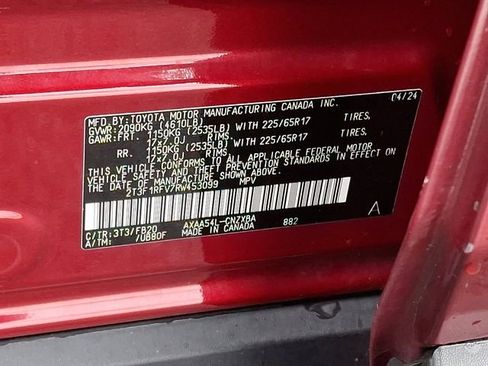 MFD.BY:TOYOTA MOTOR MANUFACTURING CANADA INC. 04/24
GVWR: 2090KG (4610LB)
GAWR: FRT. 1150KG (2535LB) WITH 225/65R17 TIRES.
17x7.0J
RR. 1150KG (2535LB) WITH 225/65R17 TIRES.
17x7.0J
THIS VEHICLE CONFORMS TO ALL APPLICABLE FEDERAL MOTOR
VEHICLE SAFETY AND THEFT PREVENTION STANDARDS IN EFFECT
ON THE DATE OF MANUFACTURE SHOWN ABOVE.
2T3F1RFV7RW453099 MPV
A
C/TR:3T3/FB20 AXAA54L-CNZXBA 882
A/TM: /UB80F MADE IN CANADA